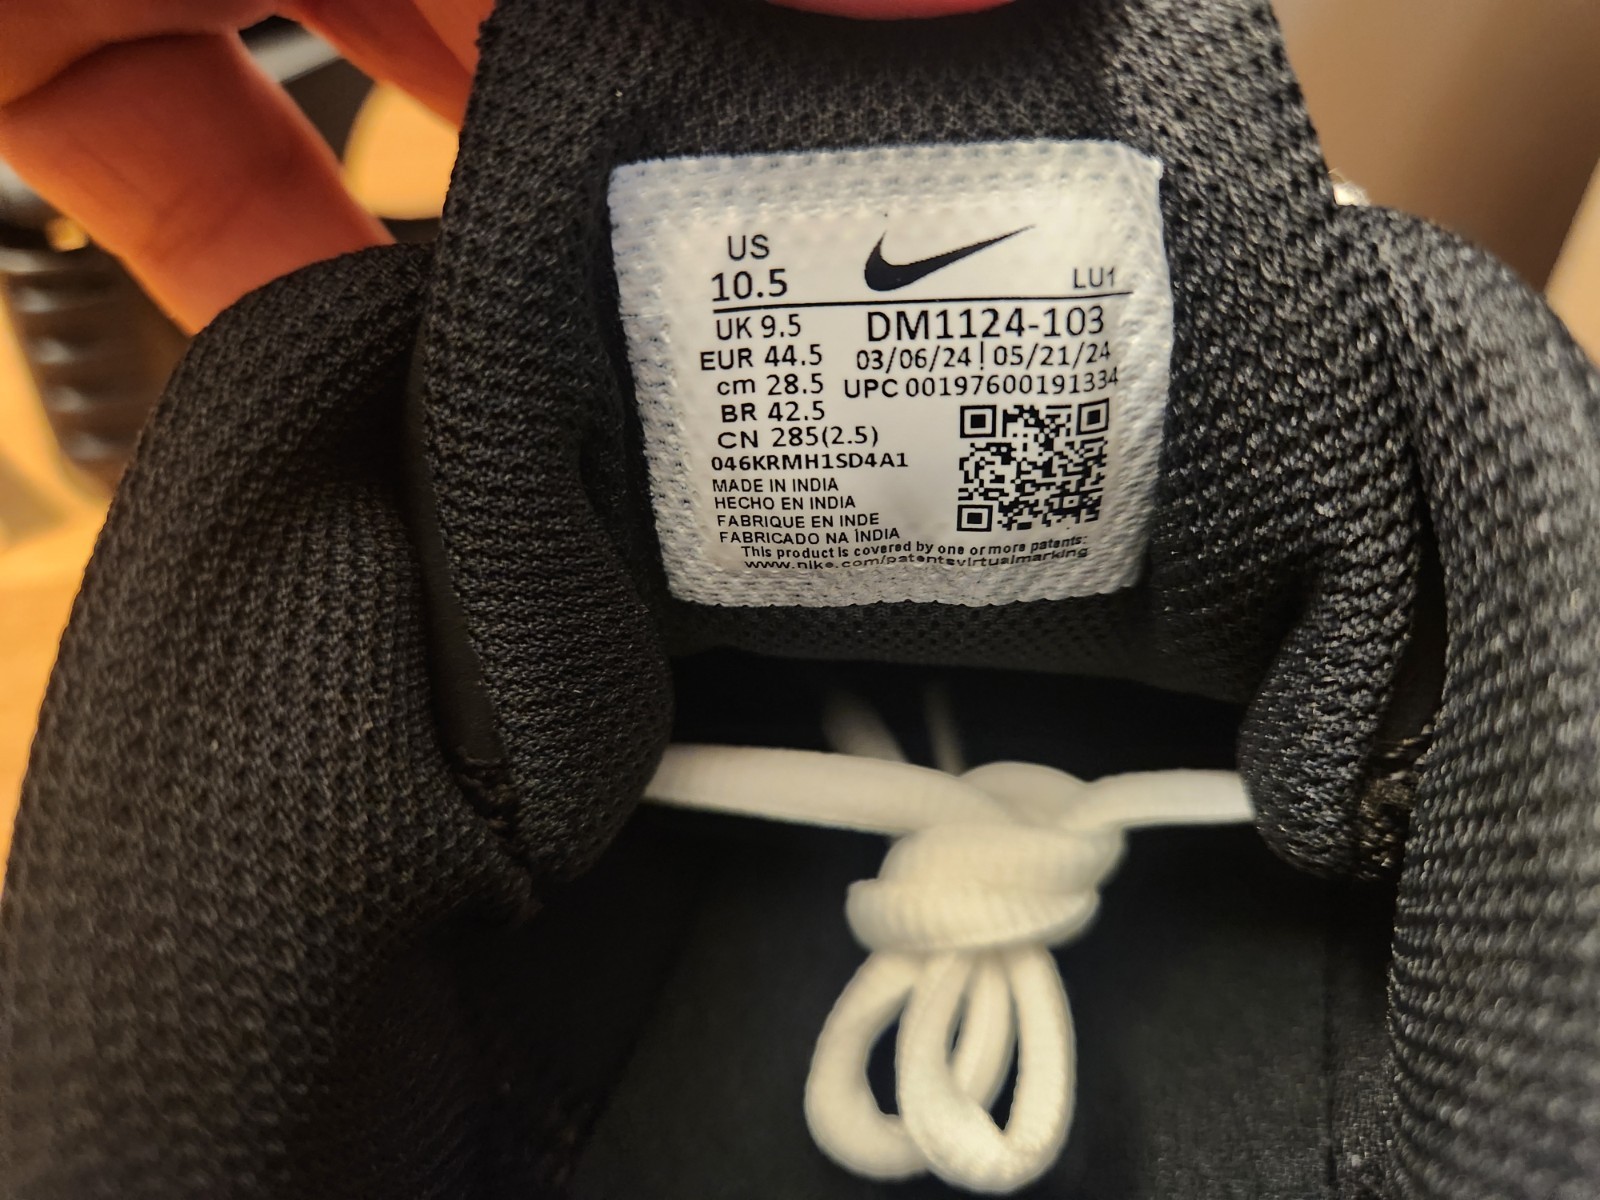 US
10.5
LU1
UK 9.5
DM1124-103
EUR 44.5
03/06/24 | 05/21/24
cm 28.5
UPC 00197600191334
BR 42.5
CN 285(2.5)
046KRMH1SD4A1
MADE IN INDIA
HECHO EN INDIA
FABRIQUE EN INDE
FABRICADO NA ÍNDIA
This product is covered by one or more patents:
www.nike.com/patentsvirtualmarking